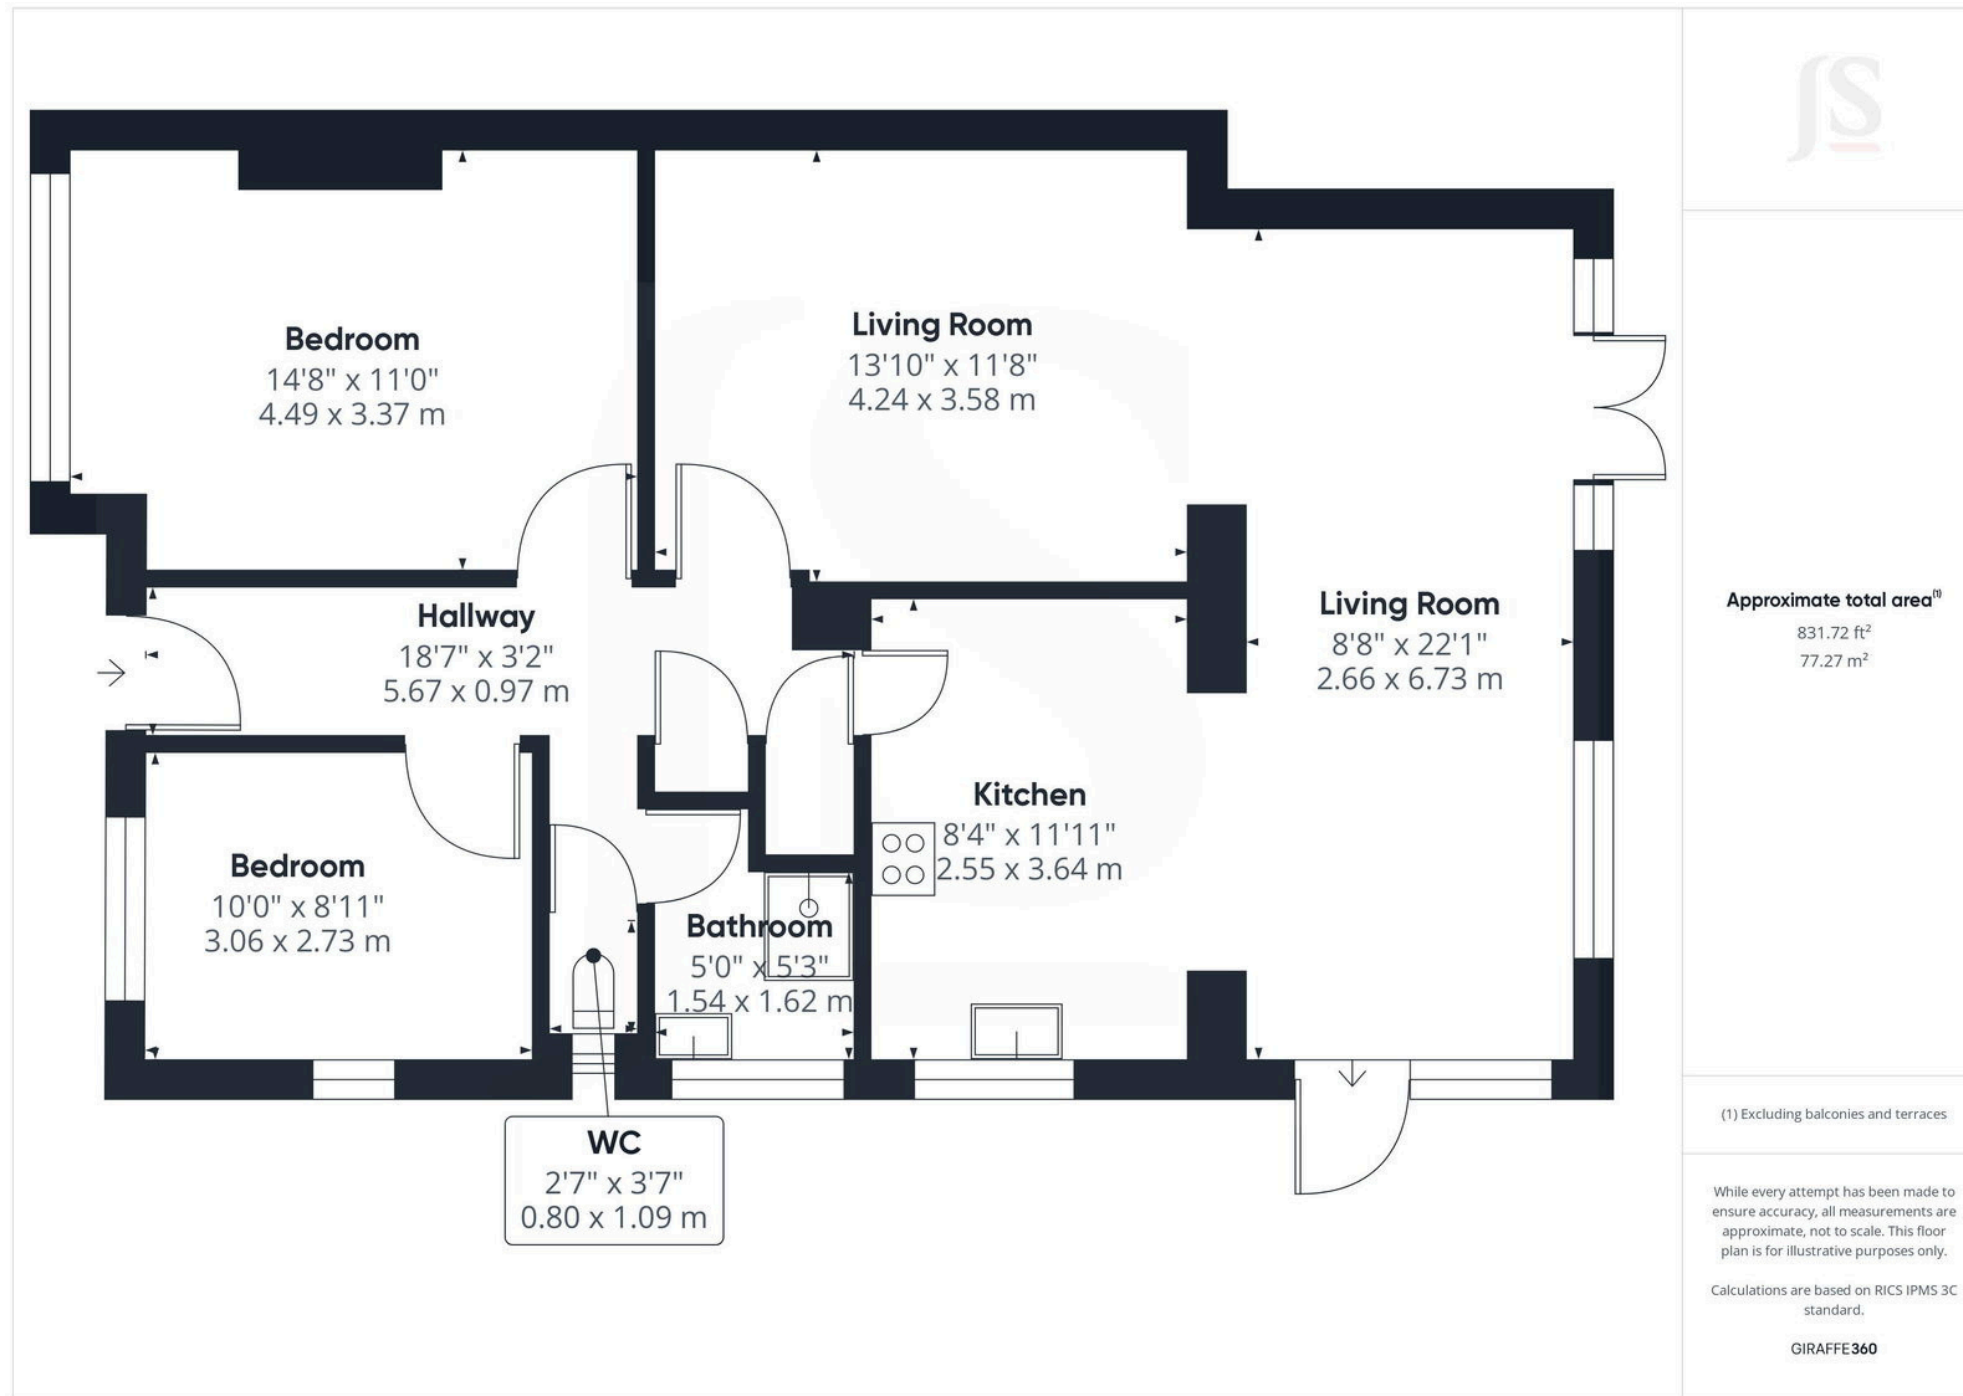 Bedroom
14'8" x 11'0"
4.49 x 3.37 m
Living Room
13'10" x 11'8"
4.24 x 3.58 m
Hallway
18'7" x 3'2"
5.67 x 0.97 m
Living Room
8'8" x 22'1"
2.66 x 6.73 m
Bedroom
10'0" x 8'11"
3.06 x 2.73 m
Bathroom
5'0" x 5'3"
1.54 x 1.62 m
Kitchen
8'4" x 11'11"
2.55 x 3.64 m
WC
2'7" x 3'7"
0.80 x 1.09 m
JS
Approximate total area⁽¹⁾
831.72 ft²
77.27 m²
(1) Excluding balconies and terraces
While every attempt has been made to
ensure accuracy, all measurements are
approximate, not to scale. This floor
plan is for illustrative purposes only.
Calculations are based on RICS IPMS 3C
standard.
GIRAFFE360